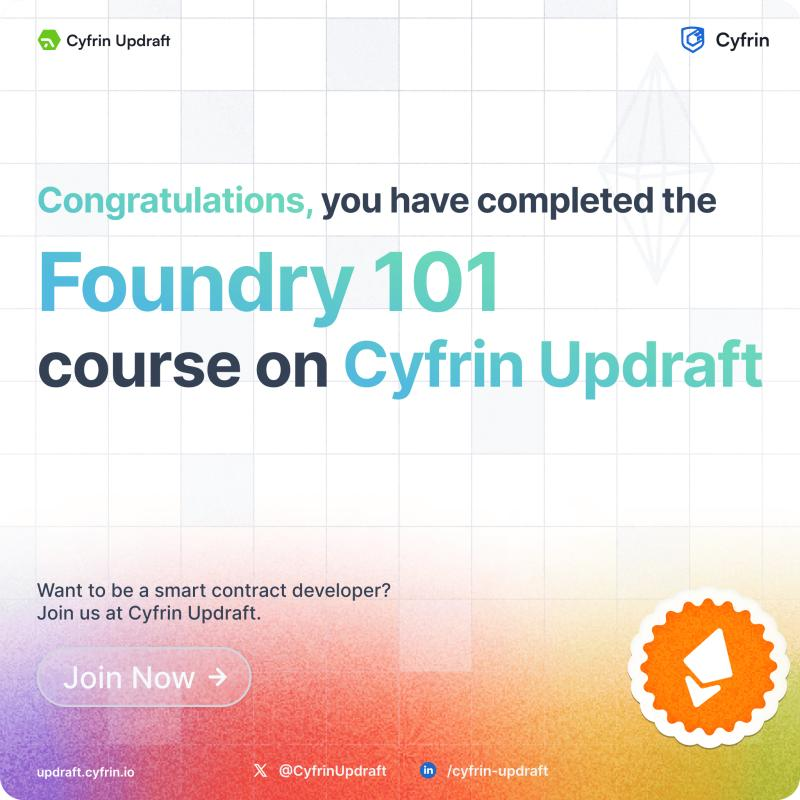 Cyfrin Updraft
Cyfrin
Congratulations, you have completed the
Foundry 101
course on Cyfrin Updraft
Want to be a smart contract developer?
Join us at Cyfrin Updraft.
Join Now →
updraft.cyfrin.io
@CyfrinUpdraft
/cyfrin-updraft